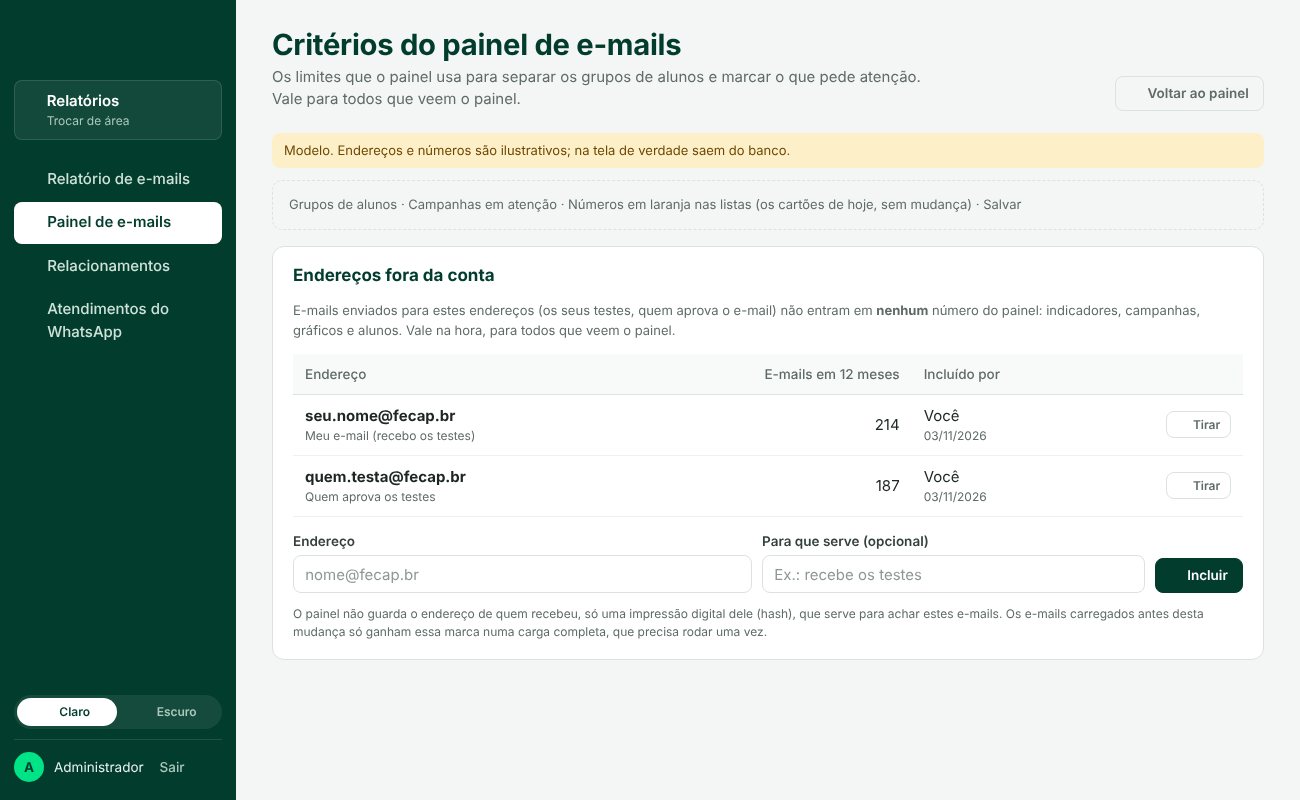 Relatórios
Trocar de área
Relatório de e-mails
Painel de e-mails
Relacionamentos
Atendimentos do
WhatsApp
Claro
Escuro
A
Administrador
Sair
Critérios do painel de e-mails
Os limites que o painel usa para separar os grupos de alunos e marcar o que pede atenção.
Vale para todos que veem o painel.
Voltar ao painel
Modelo. Endereços e números são ilustrativos; na tela de verdade saem do banco.
Grupos de alunos · Campanhas em atenção · Números em laranja nas listas (os cartões de hoje, sem mudança) · Salvar
Endereços fora da conta
E-mails enviados para estes endereços (os seus testes, quem aprova o e-mail) não entram em nenhum número do painel: indicadores, campanhas,
gráficos e alunos. Vale na hora, para todos que veem o painel.
Endereço E-mails em 12 meses Incluído por
seu.nome@fecap.br
Meu e-mail (recebo os testes)
214
Você
03/11/2026
Tirar
quem.testa@fecap.br
Quem aprova os testes
187
Você
03/11/2026
Tirar
Endereço
nome@fecap.br
Para que serve (opcional)
Ex.: recebe os testes
Incluir
O painel não guarda o endereço de quem recebeu, só uma impressão digital dele (hash), que serve para achar estes e-mails. Os e-mails carregados antes desta
mudança só ganham essa marca numa carga completa, que precisa rodar uma vez.